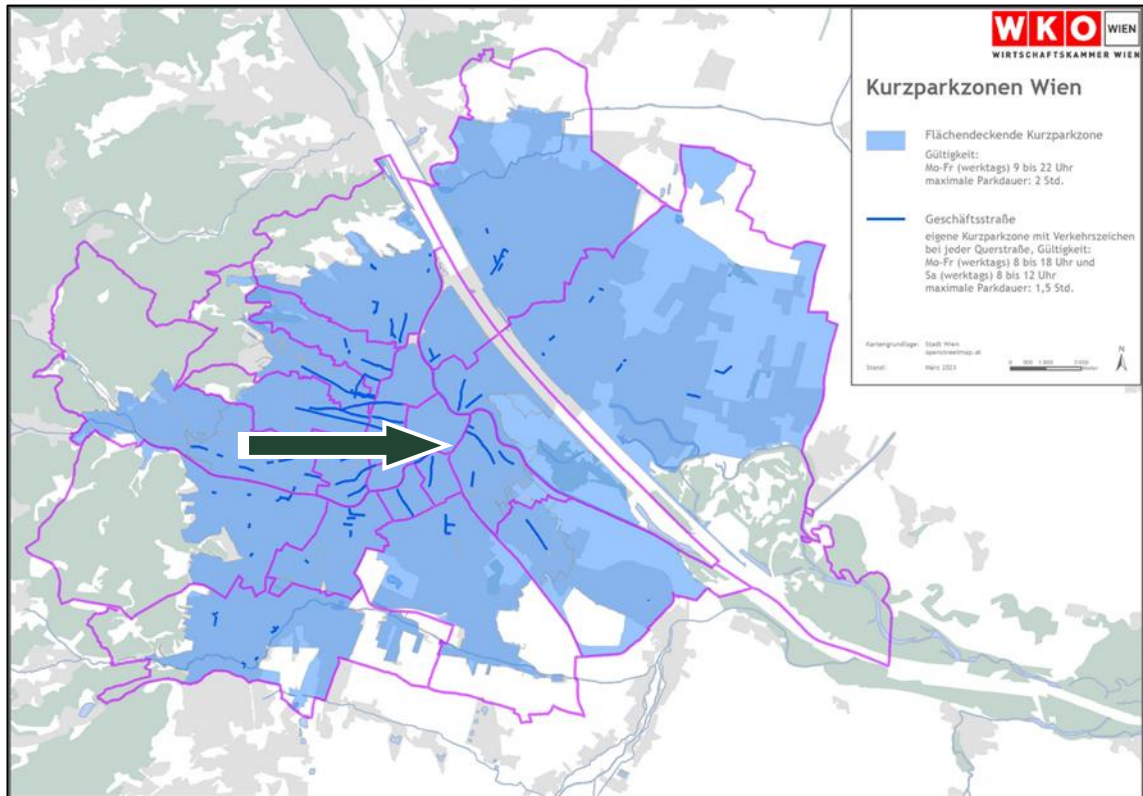 WKO WIEN
WIRTSCHAFTSKAMMER WIEN
Kurzparkzonen Wien
Flächendeckende Kurzparkzone
Gültigkeit:
Mo-Fr (werktags) 9 bis 22 Uhr
maximale Parkdauer: 2 Std.
Geschäftsstraße
eigene Kurzparkzone mit Verkehrszeichen
bei jeder Querstraße, Gültigkeit:
Mo-Fr (werktags) 8 bis 18 Uhr und
Sa (werktags) 8 bis 12 Uhr
maximale Parkdauer: 1,5 Std.
Kartengrundlage: Stadt Wien
openstreetmap.at
Stand: März 2023
N